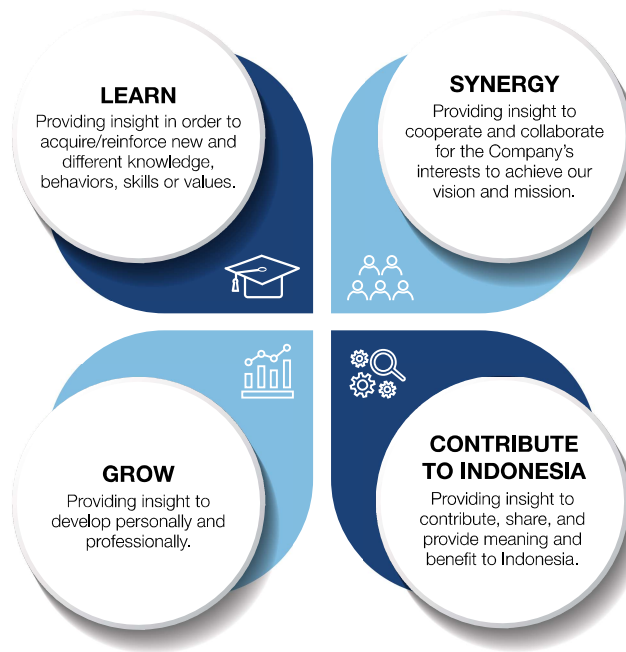 LEARN
Providing insight in order to
acquire/reinforce new and
different knowledge,
behaviors, skills or values.
SYNERGY
Providing insight to
cooperate and collaborate
for the Company's
interests to achieve our
vision and mission.
GROW
Providing insight to
develop personally and
professionally.
CONTRIBUTE
TO INDONESIA
Providing insight to
contribute, share, and
provide meaning and
benefit to Indonesia.